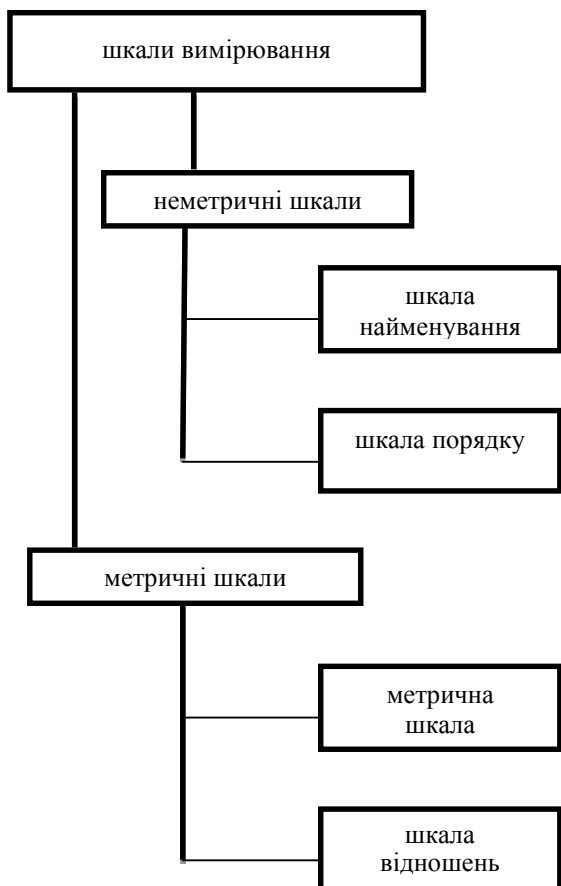 шкали вимірювання
неметричні шкали
шкала
найменування
шкала порядку
метричні шкали
метрична
шкала
шкала
відношень